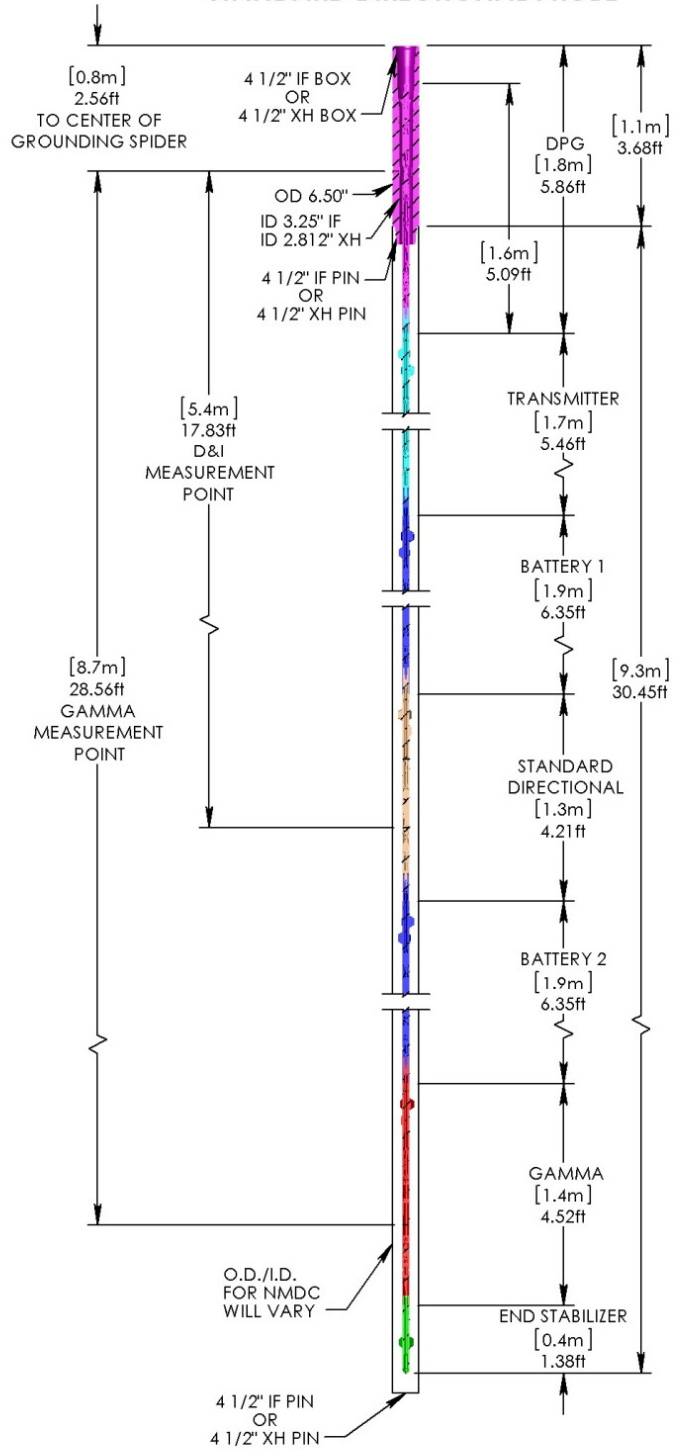 [0.8m]
2.56ft
TO CENTER OF
GROUNDING SPIDER
4 1/2" IF BOX
OR
4 1/2" XH BOX
DPG
[1.8m]
5.86ft
[1.1m]
3.68ft
OD 6.50"
ID 3.25" IF
ID 2.812" XH
[1.6m]
5.09ft
4 1/2" IF PIN
OR
4 1/2" XH PIN
[5.4m]
17.83ft
D&I
MEASUREMENT
POINT
TRANSMITTER
[1.7m]
5.46ft
BATTERY 1
[1.9m]
6.35ft
[8.7m]
28.56ft
GAMMA
MEASUREMENT
POINT
[9.3m]
30.45ft
STANDARD
DIRECTIONAL
[1.3m]
4.21ft
BATTERY 2
[1.9m]
6.35ft
GAMMA
[1.4m]
4.52ft
O.D./I.D.
FOR NMDC
WILL VARY
END STABILIZER
[0.4m]
1.38ft
4 1/2" IF PIN
OR
4 1/2" XH PIN